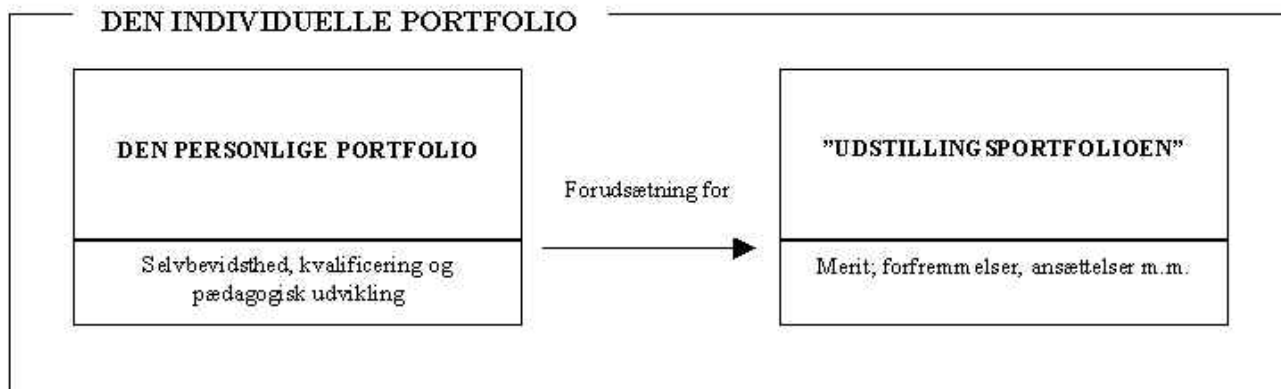 DEN INDIVIDUELLE PORTFOLIO
DEN PERSONLIGE PORTFOLIO
Selvbevidsthed, kvalificering og
pædagogisk udvikling
Forudsætning for
”UDSTILLINGSPORTFOLIOEN”
Merit; forfremmelser, ansættelser m.m.